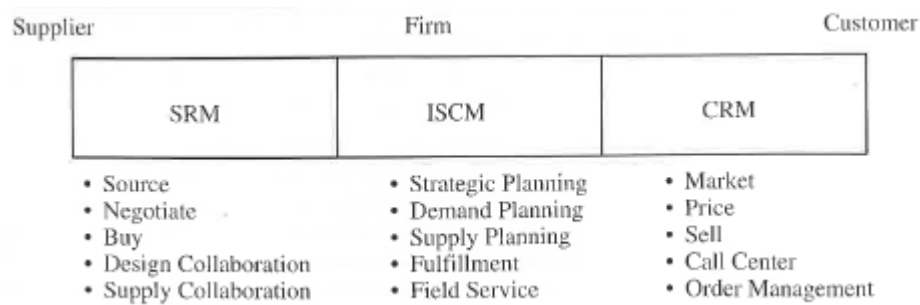 Supplier Firm Customer
SRM ISCM CRM
• Source
• Negotiate
• Buy
• Design Collaboration
• Supply Collaboration
• Strategic Planning
• Demand Planning
• Supply Planning
• Fulfillment
• Field Service
• Market
• Price
• Sell
• Call Center
• Order Management